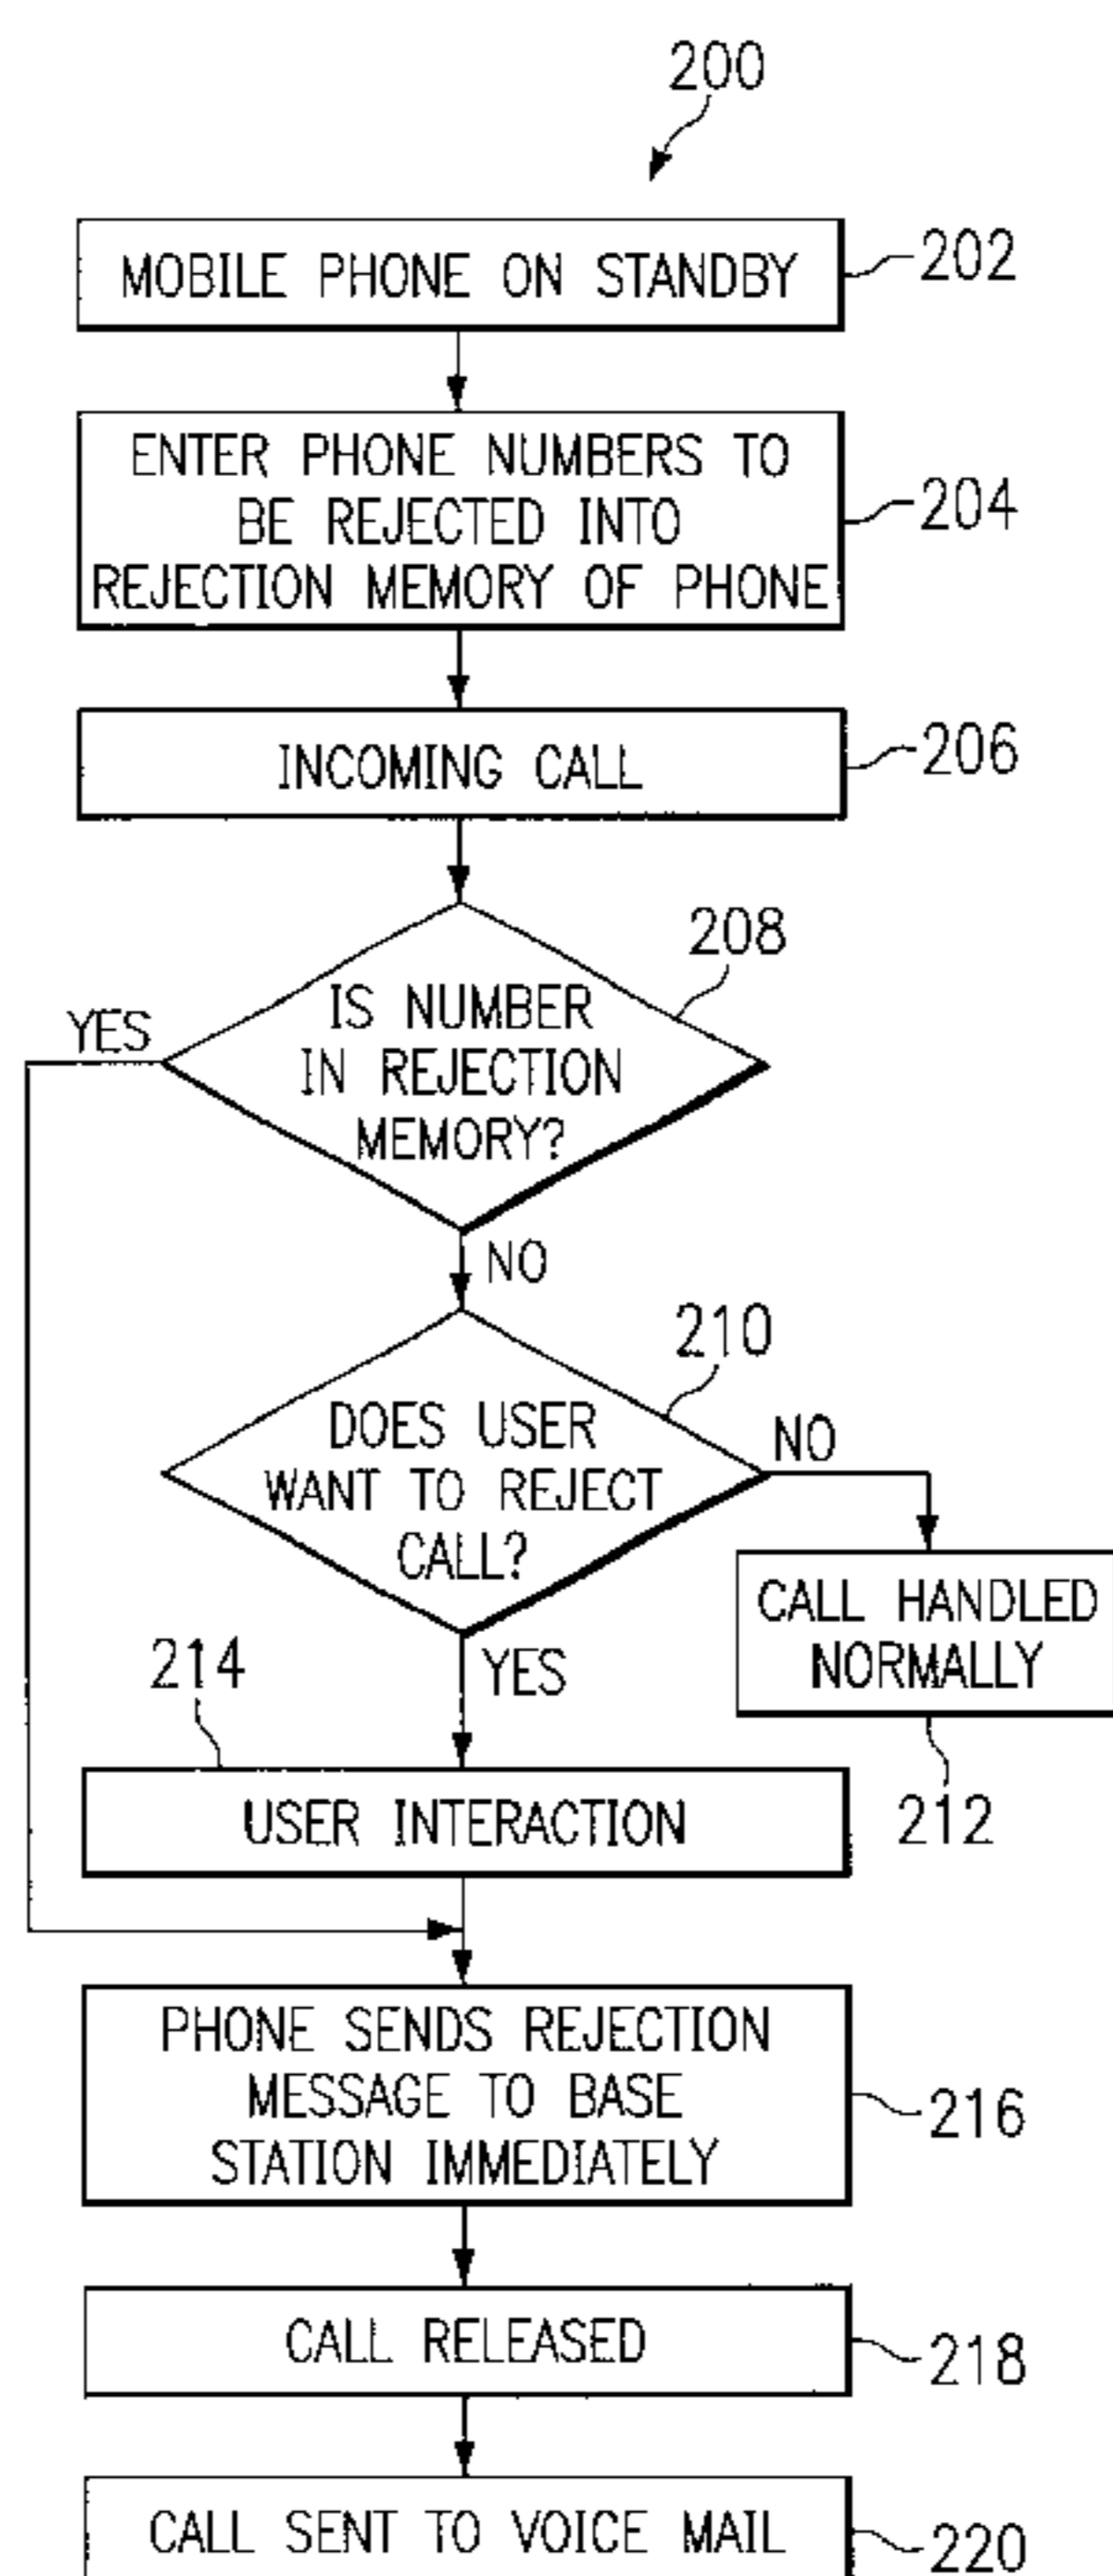 200
MOBILE PHONE ON STANDBY
202
ENTER PHONE NUMBERS TO
BE REJECTED INTO
REJECTION MEMORY OF PHONE
204
INCOMING CALL
206
208
IS NUMBER
IN REJECTION
MEMORY?
YES
NO
210
DOES USER
WANT TO REJECT
CALL?
NO
CALL HANDLED
NORMALLY
212
YES
214
USER INTERACTION
PHONE SENDS REJECTION
MESSAGE TO BASE
STATION IMMEDIATELY
216
CALL RELEASED
218
CALL SENT TO VOICE MAIL
220